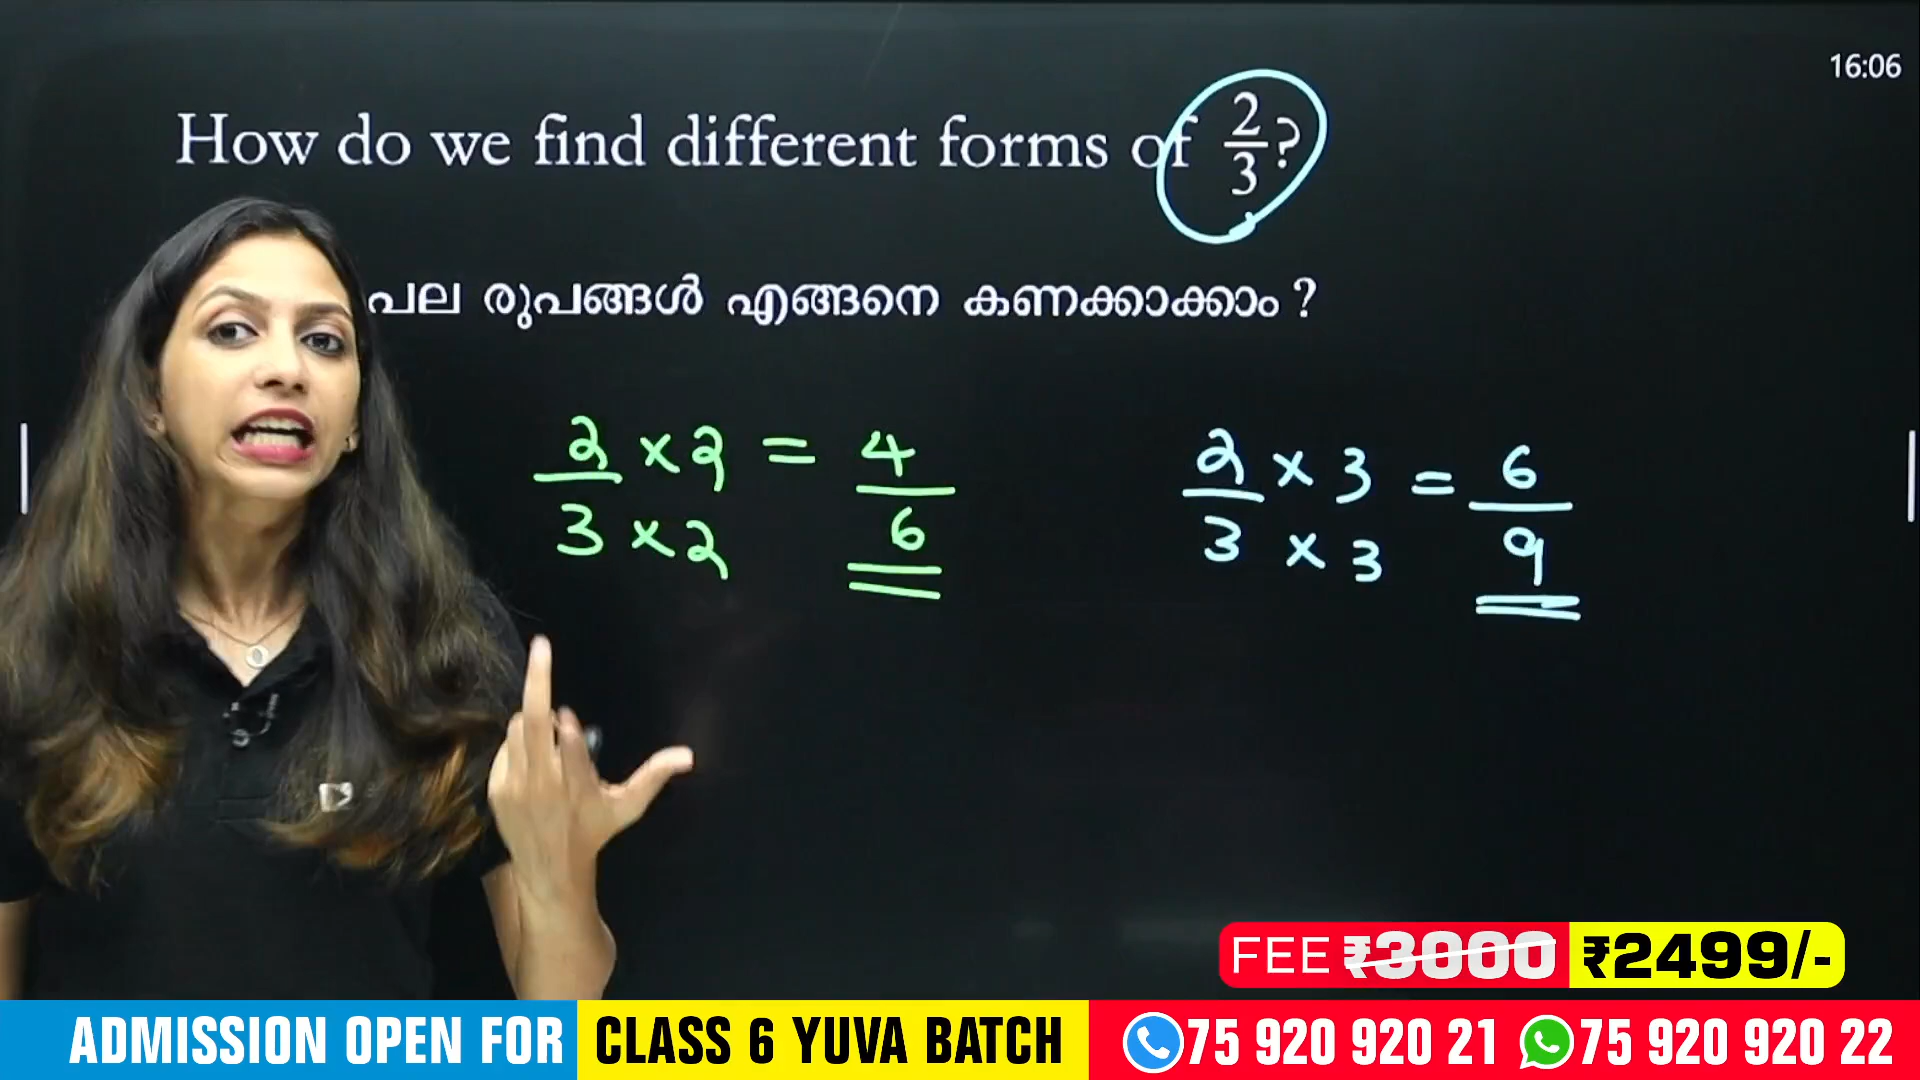 16:06
How do we find different forms of 2/3?
പല രുപങ്ങൾ എങ്ങനെ കണക്കാക്കാം ?
2 × 2 = 4
3 × 2 6
2 × 3 = 6
3 × 3 9
FEE ₹3000 ₹2499/-
ADMISSION OPEN FOR CLASS 6 YUVA BATCH 75 920 920 21 75 920 920 22